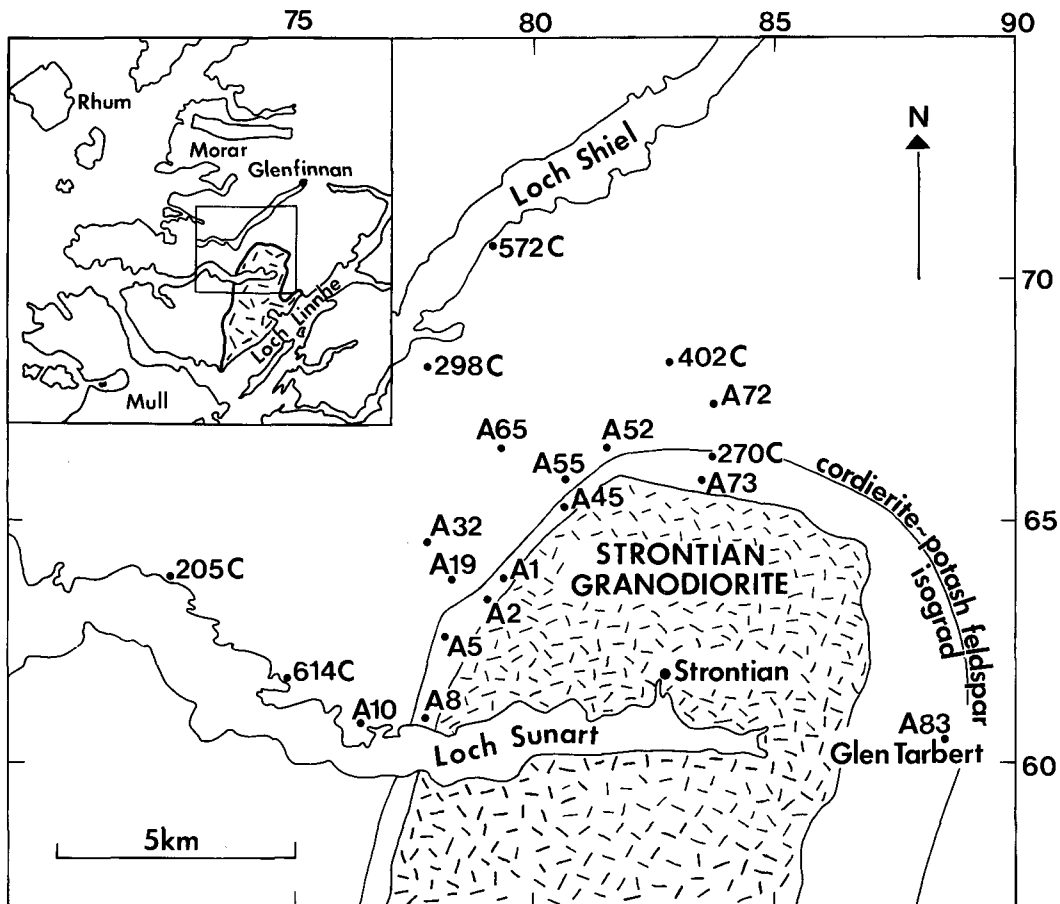 75 80 85 90
Rhum
Morar
Glenfinnan
Loch Linnhe
Mull
N
Loch Shiel
572C
70
298C
402C
A72
A65
A52
270C
A55
A73
A45
cordierite~potash feldspar
isograd
65
A32
A19
A1
STRONTIAN
GRANODIORITE
205C
A2
A5
614C
Strontian
A10
A8
Loch Sunart
A83
Glen Tarbert
60
5km